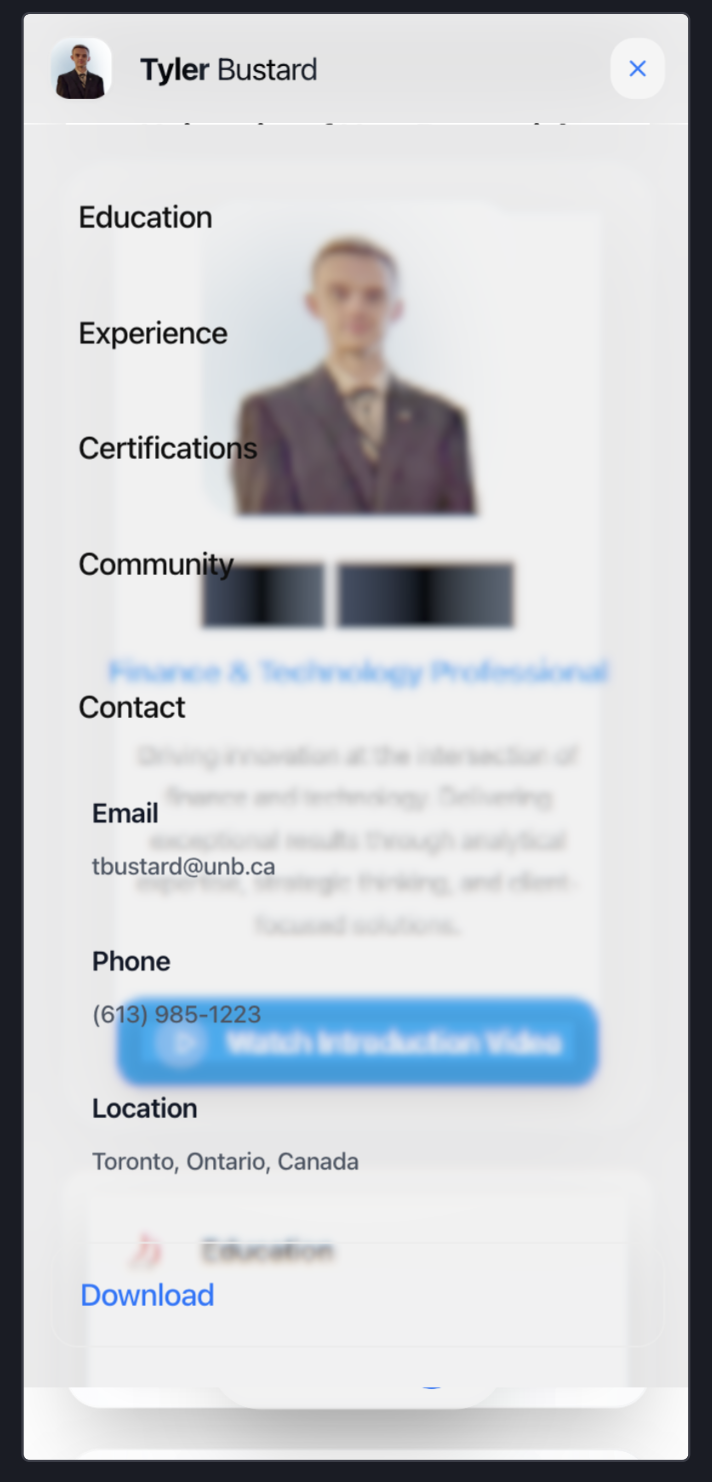 Tyler Bustard
Education
Experience
Certifications
Community
Finance & Technology Professional
Contact
Driving innovation at the intersection of
finance and technology. Delivering
Email
exceptional results through analytical
tbustard@unb.ca
expertise, strategic thinking, and client-
focused solutions.
Phone
(613) 985-1223
Watch Introduction Video
Location
Toronto, Ontario, Canada
Education
Download